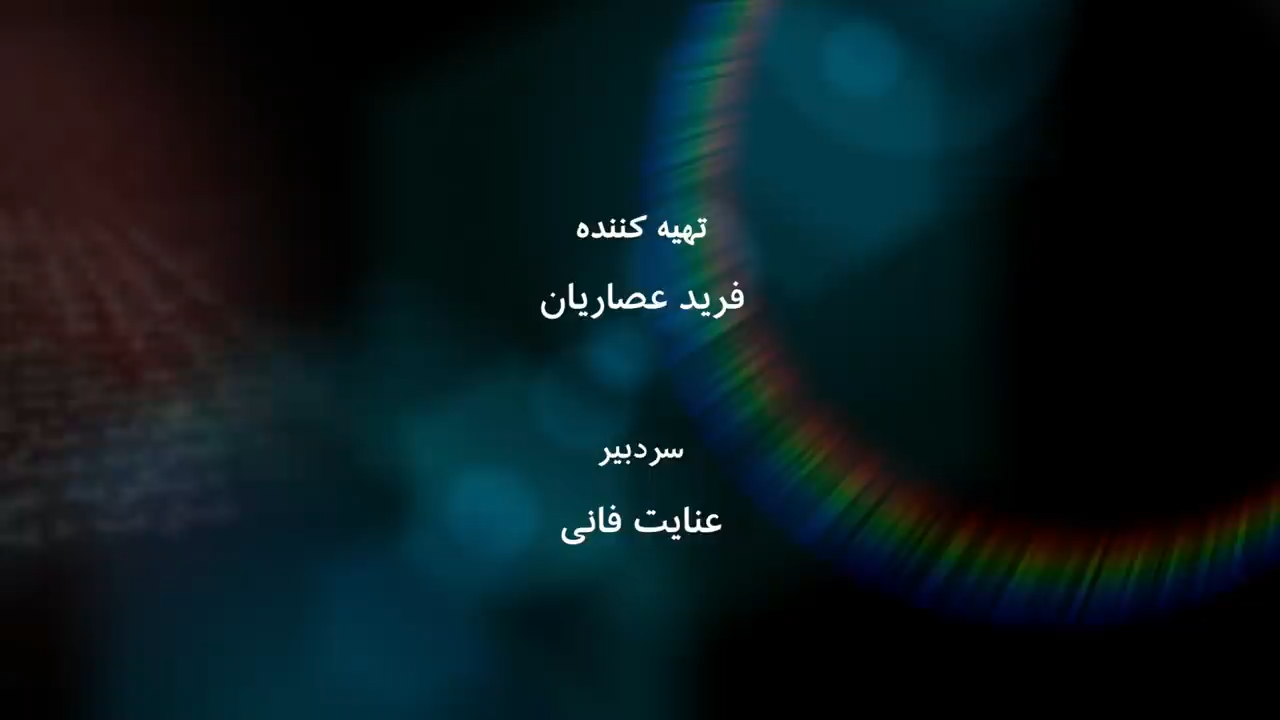 تهیه کننده
فرید عصاریان
سردبیر
عنایت فانی